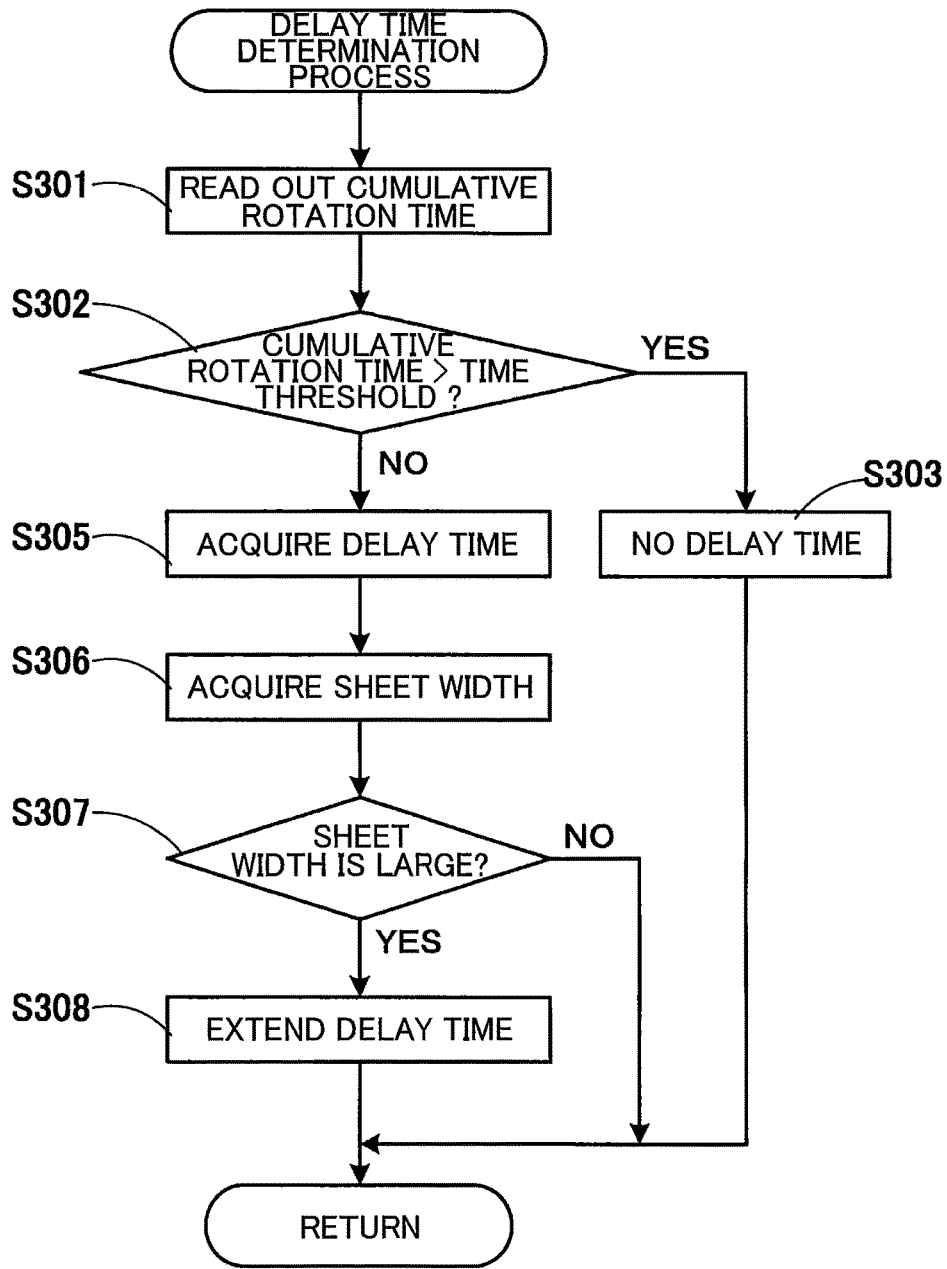 DELAY TIME
DETERMINATION
PROCESS
S301
READ OUT CUMULATIVE
ROTATION TIME
S302
CUMULATIVE
ROTATION TIME > TIME
THRESHOLD ?
YES
NO
S303
NO DELAY TIME
S305
ACQUIRE DELAY TIME
S306
ACQUIRE SHEET WIDTH
S307
SHEET
WIDTH IS LARGE?
NO
YES
S308
EXTEND DELAY TIME
RETURN